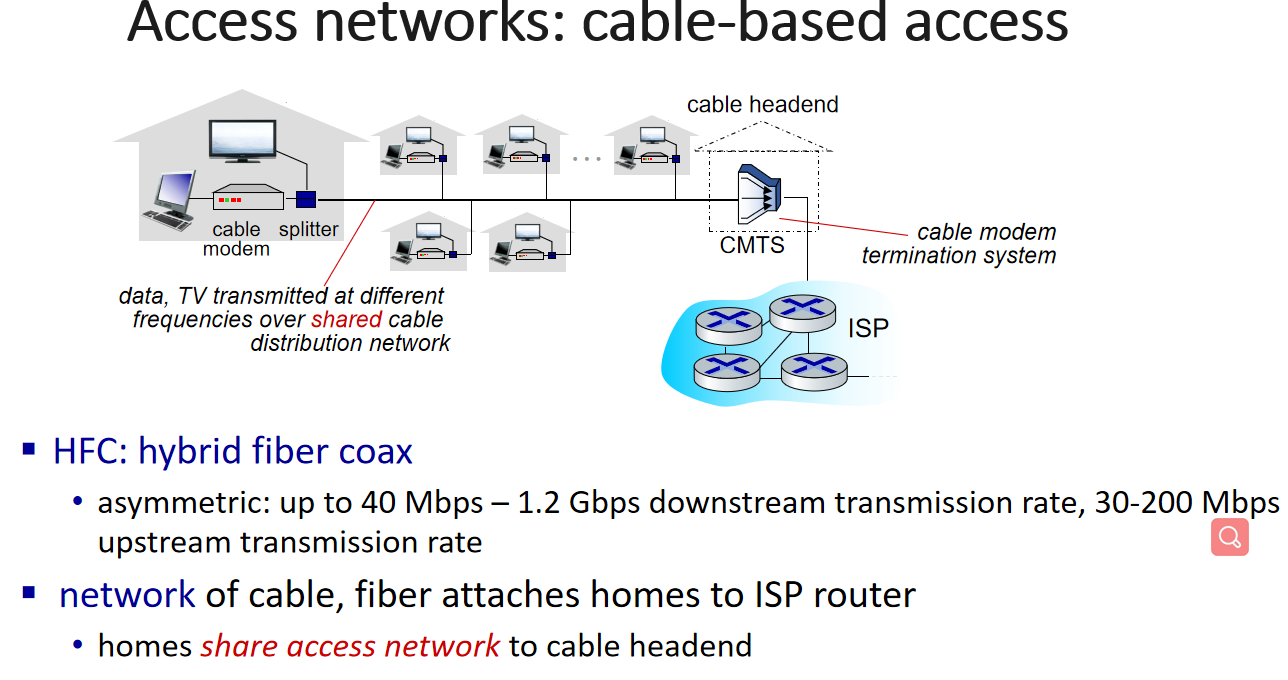 Access networks: cable-based access
cable headend
cable
modem
splitter
CMTS
cable modem
termination system
data, TV transmitted at different
frequencies over shared cable
distribution network
ISP
HFC: hybrid fiber coax
asymmetric: up to 40 Mbps – 1.2 Gbps downstream transmission rate, 30-200 Mbps
upstream transmission rate
network of cable, fiber attaches homes to ISP router
homes share access network to cable headend